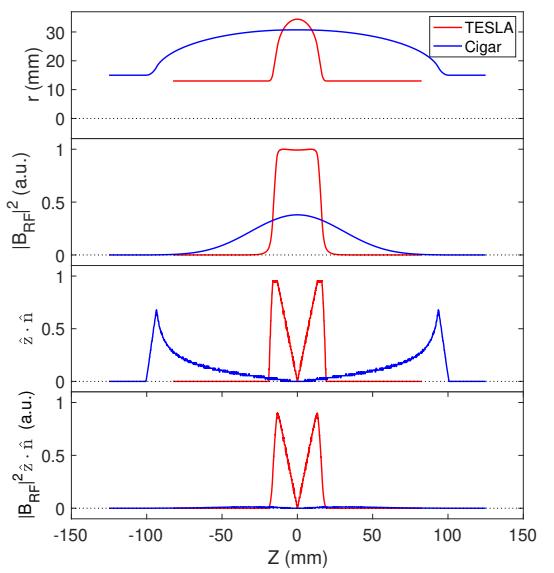 r (mm)
30
20
10
0
TESLA
Cigar
|B_RF|^2 (a.u.)
1
0.5
0
ẑ · n̂
1
0.5
0
|B_RF|^2 ẑ · n̂ (a.u.)
1
0.5
0
-150 -100 -50 0 50 100 150
Z (mm)